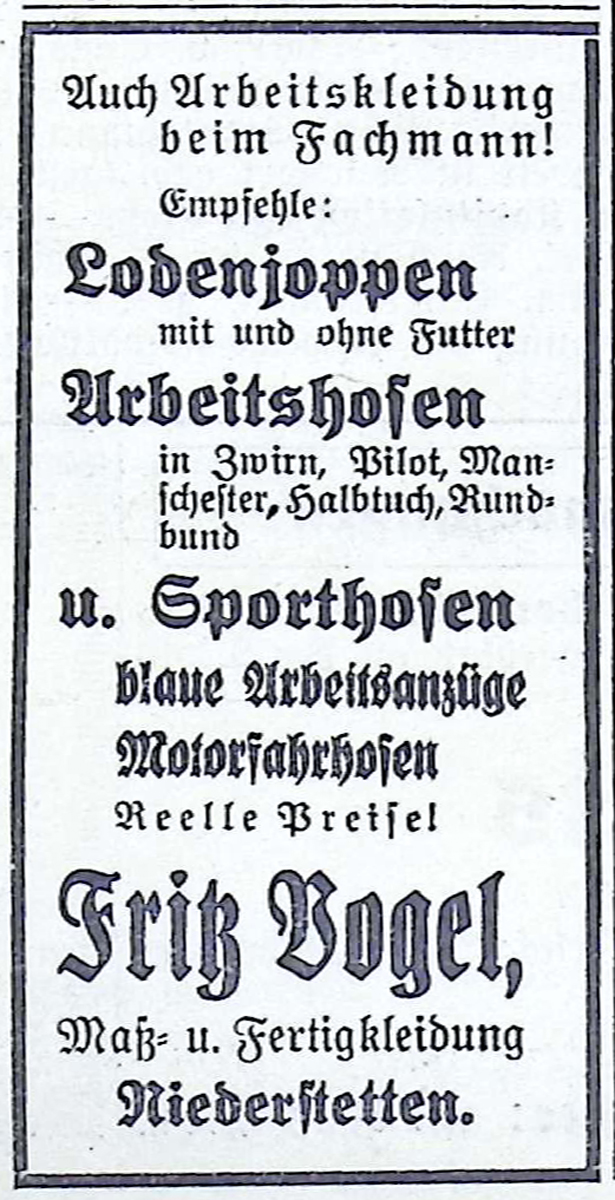 Auch Arbeitskleidung
beim Fachmann!
Empfehle:
Lodenjoppen
mit und ohne Futter
Arbeitshosen
in Zwirn, Pilot, Man-
schester, Halbtuch, Rund-
bund
u. Sporthosen
blaue Arbeitsanzüge
Motorfahrhosen
Reelle Preise!
Fritz Vogel,
Maß- u. Fertigkleidung
Niederstetten.